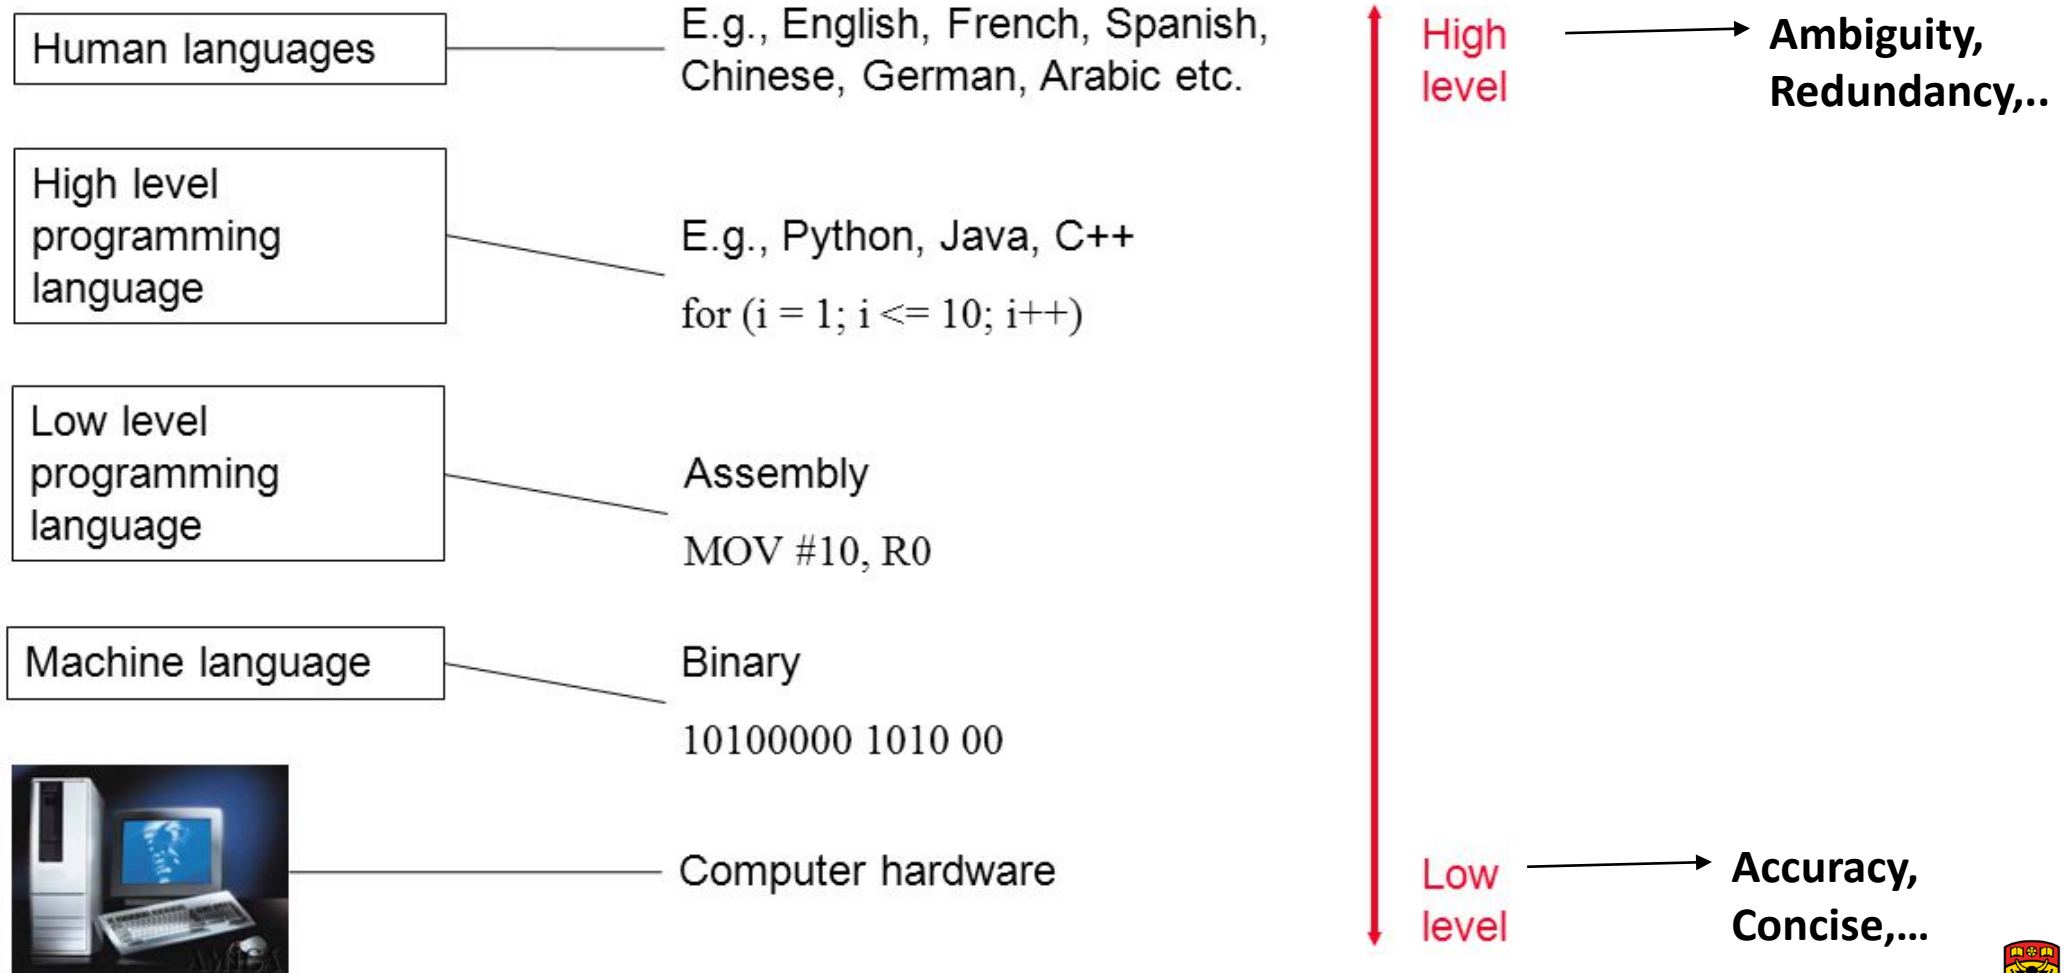 Human languages
E.g., English, French, Spanish,
Chinese, German, Arabic etc.
High
level
Ambiguity,
Redundancy,..
High level
programming
language
E.g., Python, Java, C++
for (i = 1; i <= 10; i++)
Low level
programming
language
Assembly
MOV #10, R0
Machine language
Binary
10100000 1010 00
Computer hardware
Low
level
Accuracy,
Concise,...
AMIGA